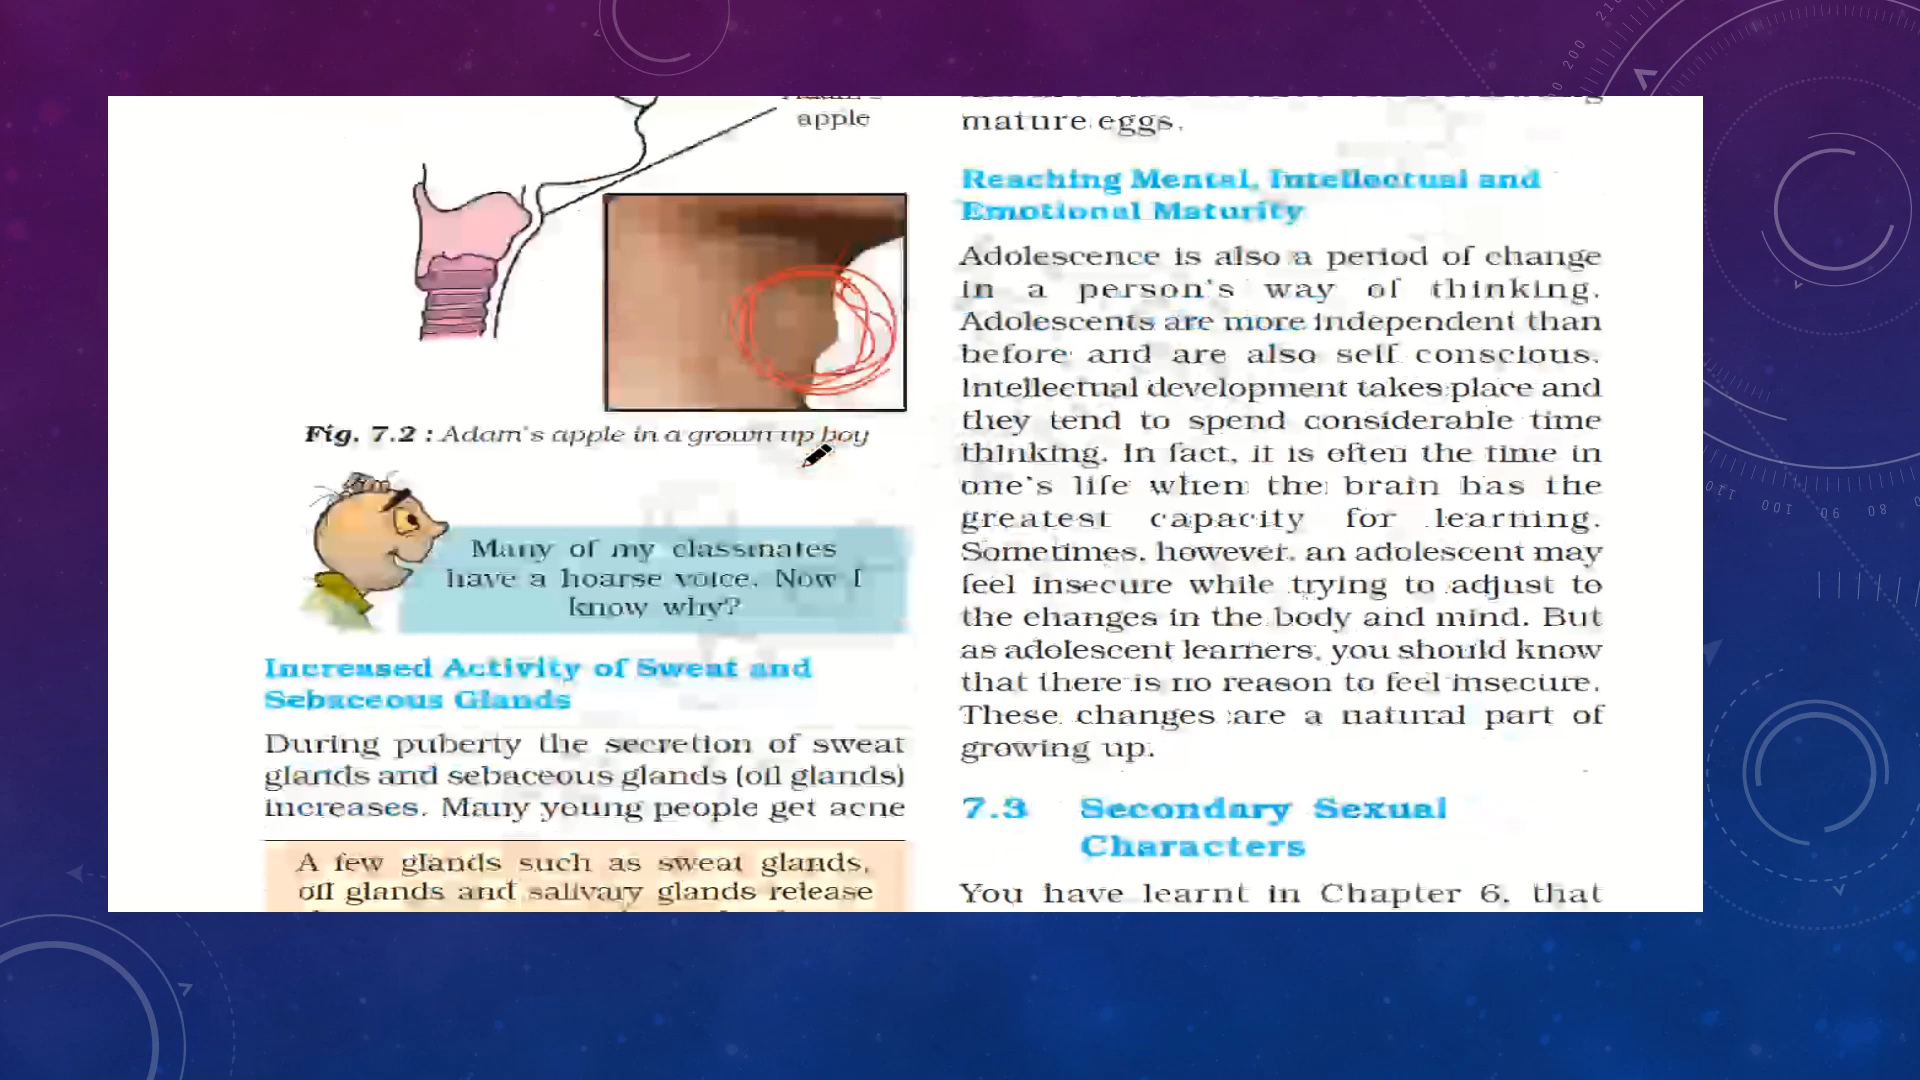 apple
Fig. 7.2 : Adam's apple in a grown up boy
Many of my classmates
have a hoarse voice. Now I
know why?
Increased Activity of Sweat and
Sebaceous Glands
During puberty the secretion of sweat
glands and sebaceous glands (oil glands)
increases. Many young people get acne
A few glands such as sweat glands,
oil glands and salivary glands release
mature eggs.
Reaching Mental, Intellectual and
Emotional Maturity
Adolescence is also a period of change
in a person's way of thinking.
Adolescents are more independent than
before and are also self conscious.
Intellectual development takes place and
they tend to spend considerable time
thinking. In fact, it is often the time in
one's life when the brain has the
greatest capacity for learning.
Sometimes, however, an adolescent may
feel insecure while trying to adjust to
the changes in the body and mind. But
as adolescent learners, you should know
that there is no reason to feel insecure.
These changes are a natural part of
growing up.
7.3 Secondary Sexual
Characters
You have learnt in Chapter 6, that
200
110
100
90
80